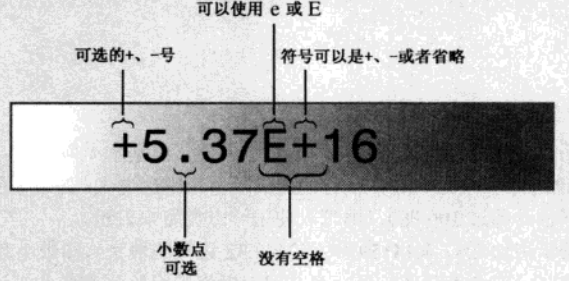 可以使用 e 或 E
可选的+、-号
符号可以是+、-或者省略
+5.37E+16
小数点
可选
没有空格